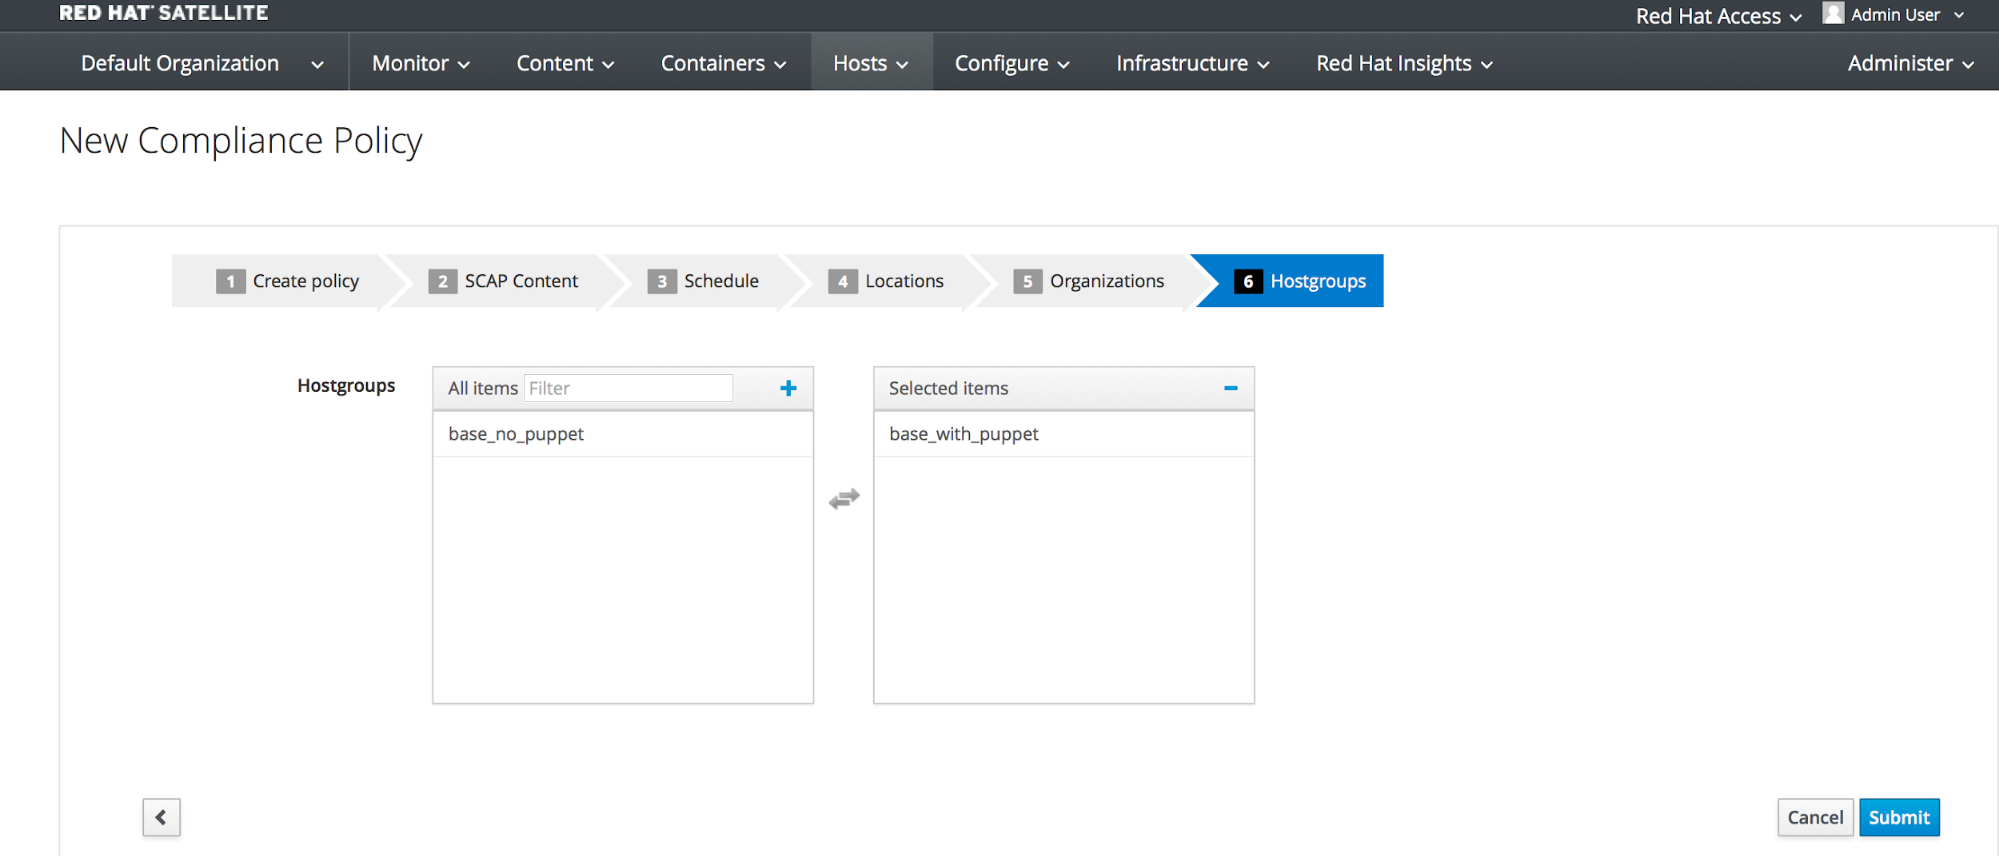 RED HAT SATELLITE
Red Hat Access Admin User
Default Organization Monitor Content Containers Hosts Configure Infrastructure Red Hat Insights Administer
New Compliance Policy
1 Create policy 2 SCAP Content 3 Schedule 4 Locations 5 Organizations 6 Hostgroups
Hostgroups All items Filter Selected items
base_no_puppet base_with_puppet
Cancel Submit